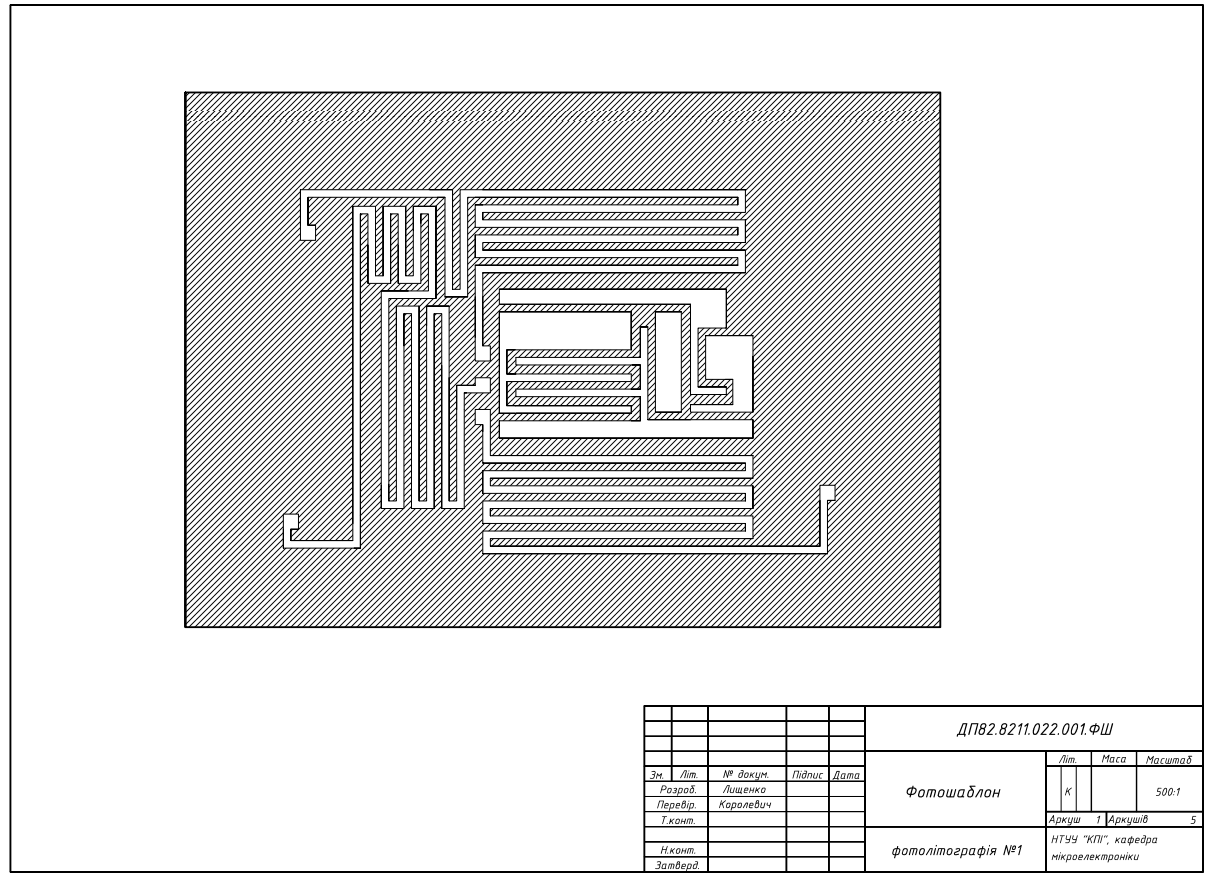 ДП82.8211.022.001.ФШ
Літ. Маса Масштаб
Зм. Літ. № докум. Підпис Дата
Розроб. Лищенко
Фотошаблон
К 500:1
Перевір. Королевич
Т.конт.
Аркуш 1 Аркушів 5
Н.конт.
фотолітографія №1
НТУУ "КПІ", кафедра
мікроелектроніки
Затверд.